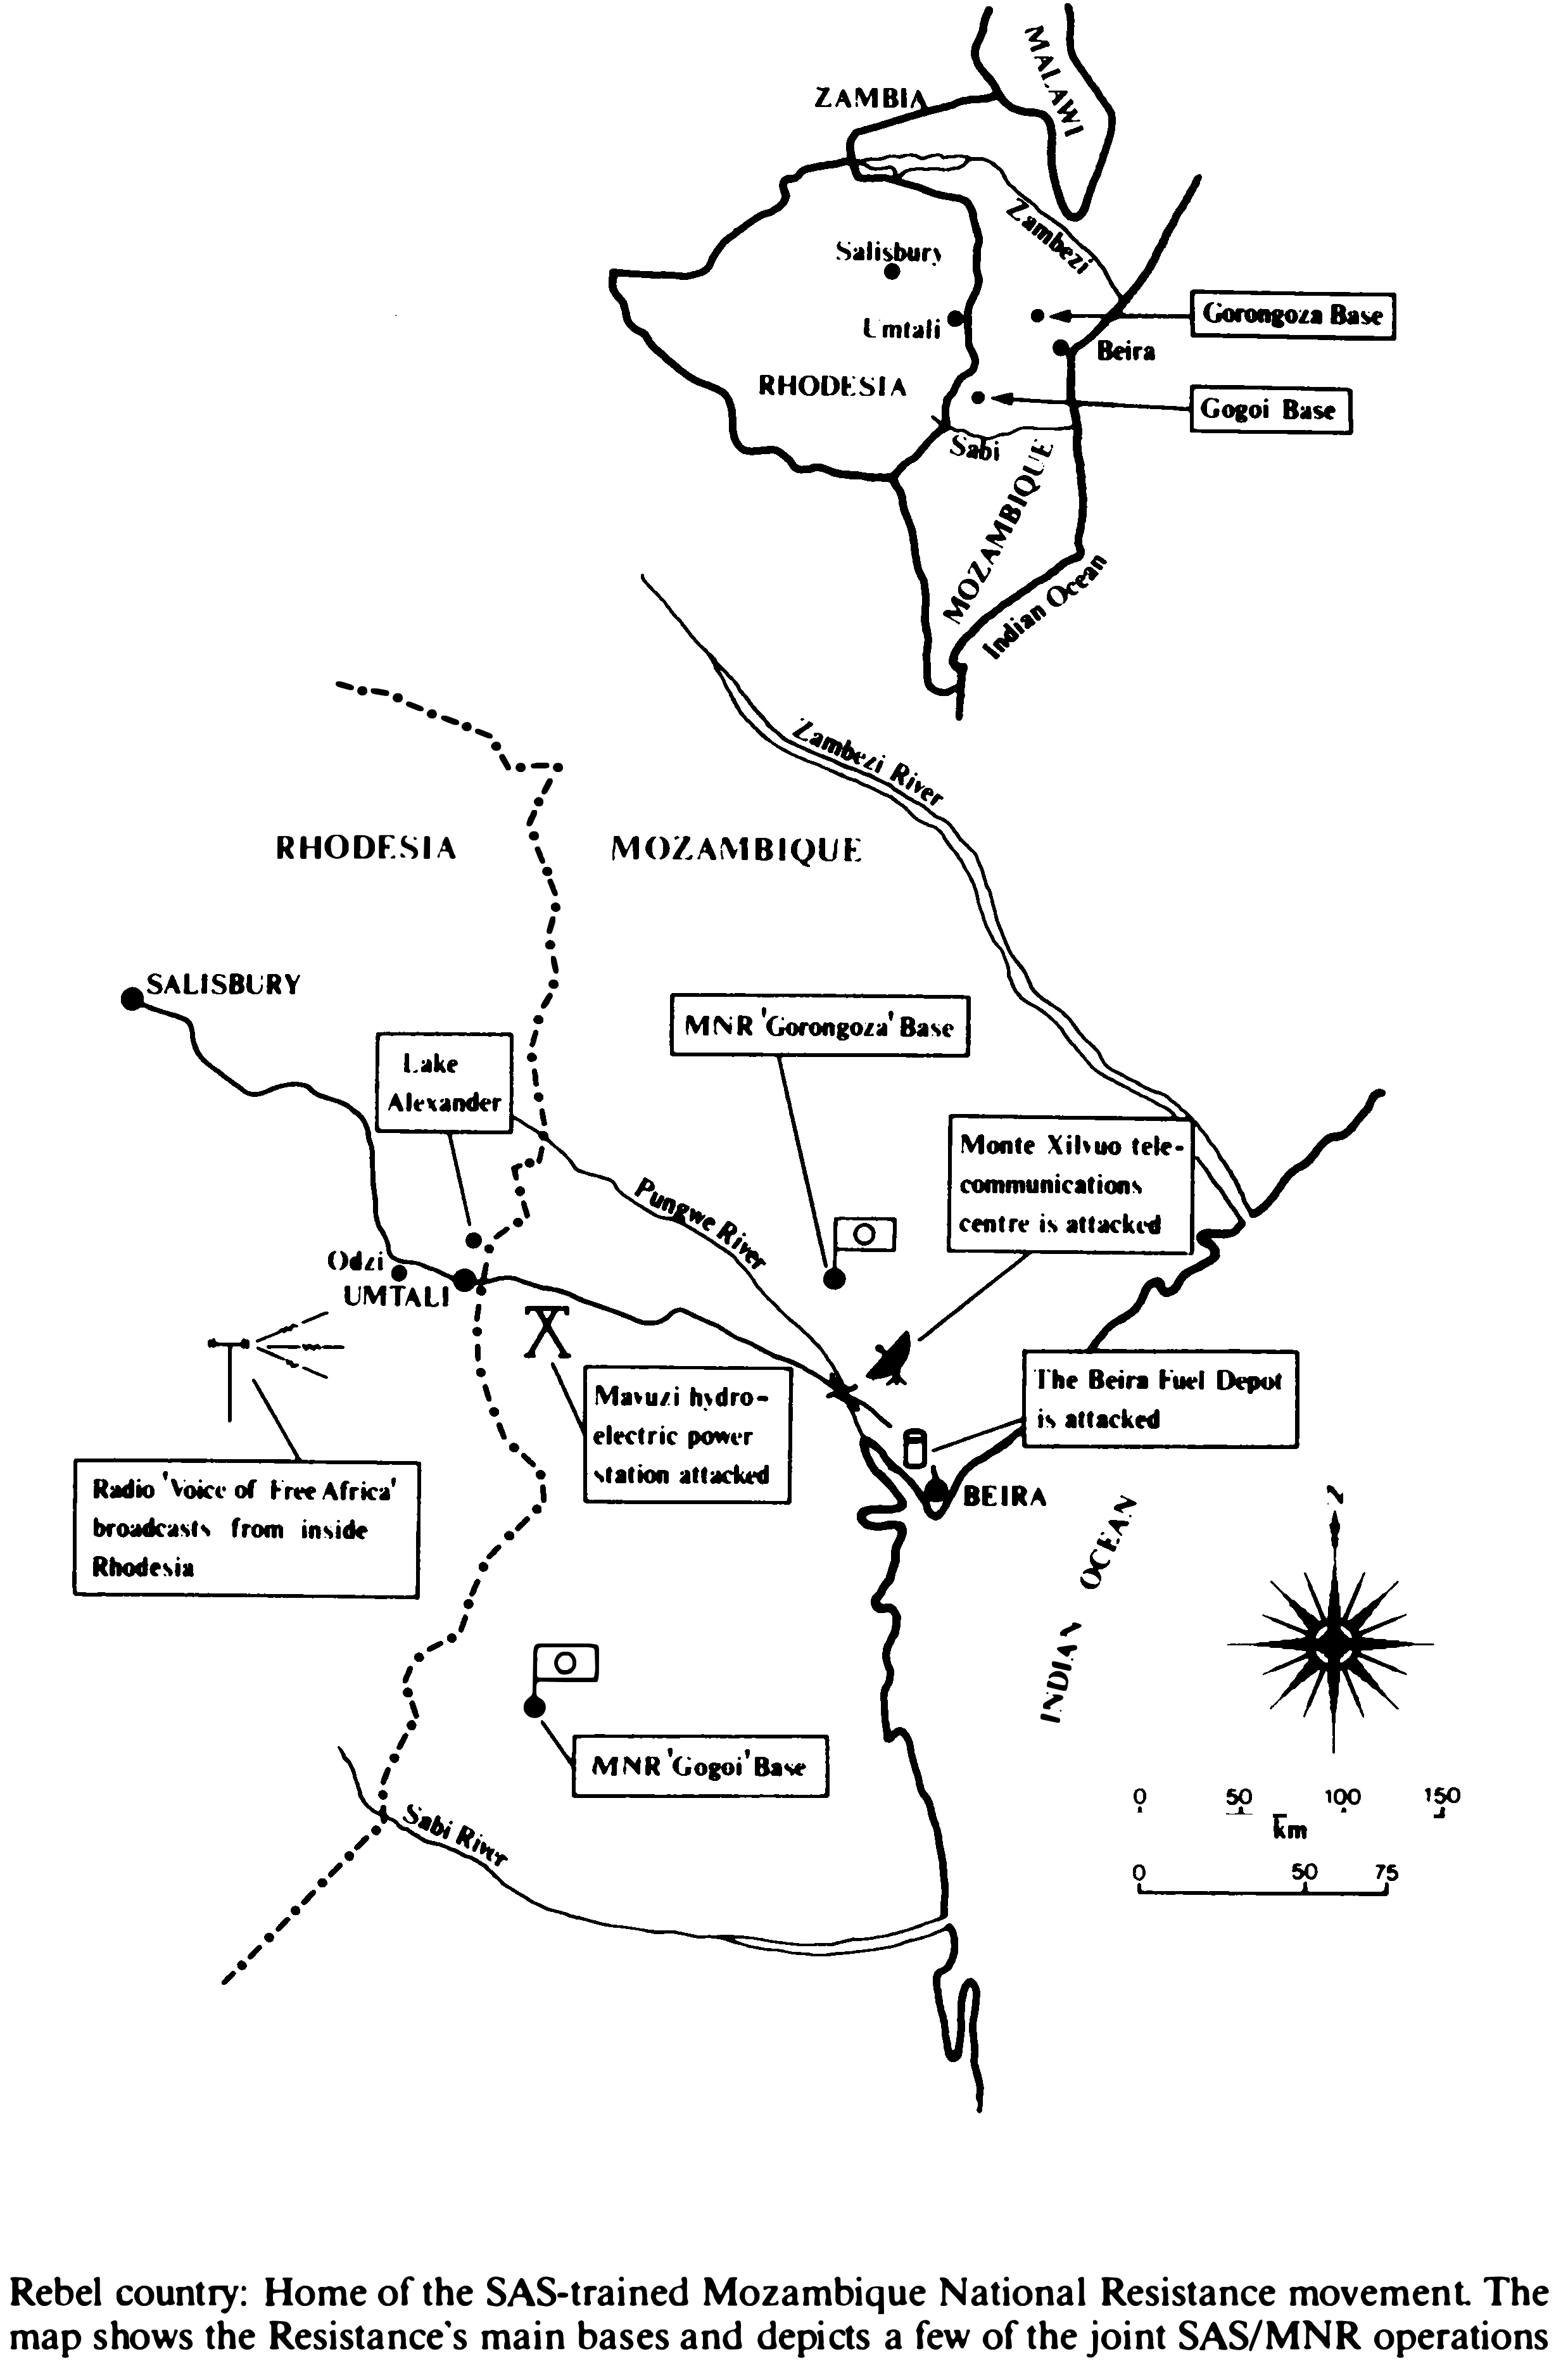 MALAWI
ZAMBIA
Zambezi
Salisbury
Umtali
Gorongoza Base
Beira
RHODESIA
Gogoi Base
Sabi
MOZAMBIQUE
Indian Ocean
Zambezi River
RHODESIA
MOZAMBIQUE
SALISBURY
MNR 'Gorongoza' Base
Lake
Alexander
Monte Xilvuo tele-
communications
centre is attacked
Pungwe River
Odzi
UMTALI
The Beira Fuel Depot
is attacked
Mavuzi hydro-
electric power
station attacked
Radio 'Voice of Free Africa'
broadcasts from inside
Rhodesia
BEIRA
INDIAN OCEAN
N
MNR 'Gogoi' Base
Sabi River
0 50 100 150
km
0 50 75
Rebel country: Home of the SAS-trained Mozambique National Resistance movement. The
map shows the Resistance's main bases and depicts a few of the joint SAS/MNR operations